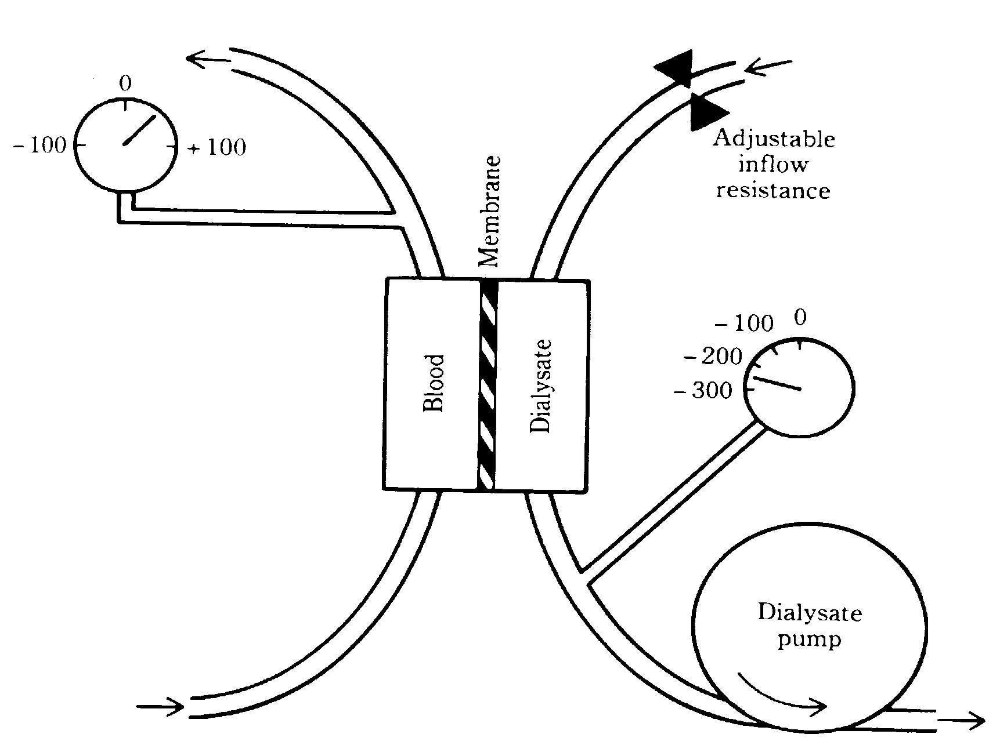 0
- 100
+ 100
Membrane
Adjustable
inflow
resistance
Blood
Dialysate
- 100
0
- 200
- 300
Dialysate
pump